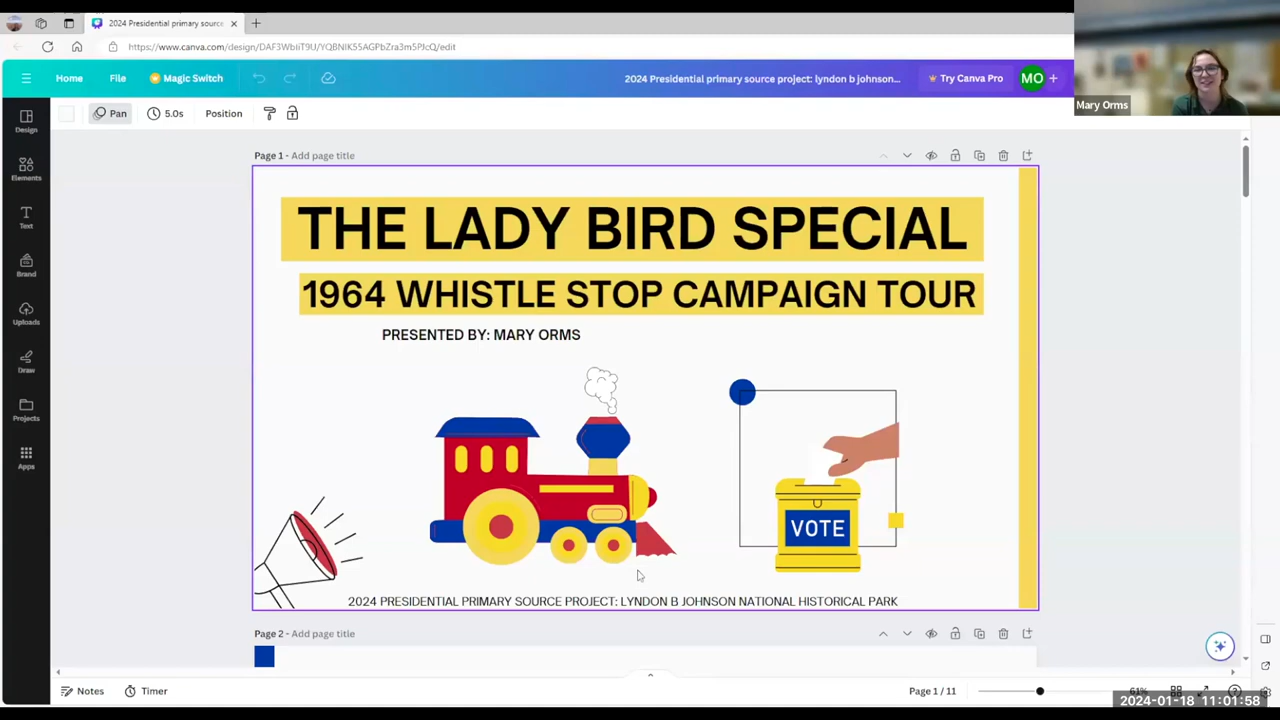 2024 Presidential primary source
https://www.canva.com/design/DAF3WbIiT9U/YQBNIK55AGPbZra3m5PJcQ/edit
Home File Magic Switch 2024 Presidential primary source project: lyndon b johnson... Try Canva Pro MO
Mary Orms
Pan 5.0s Position
Design
Elements
Text
Brand
Uploads
Draw
Projects
Apps
Page 1 - Add page title
THE LADY BIRD SPECIAL
1964 WHISTLE STOP CAMPAIGN TOUR
PRESENTED BY: MARY ORMS
VOTE
2024 PRESIDENTIAL PRIMARY SOURCE PROJECT: LYNDON B JOHNSON NATIONAL HISTORICAL PARK
Page 2 - Add page title
Notes Timer Page 1 / 11 61%
2024-01-18 11:01:58